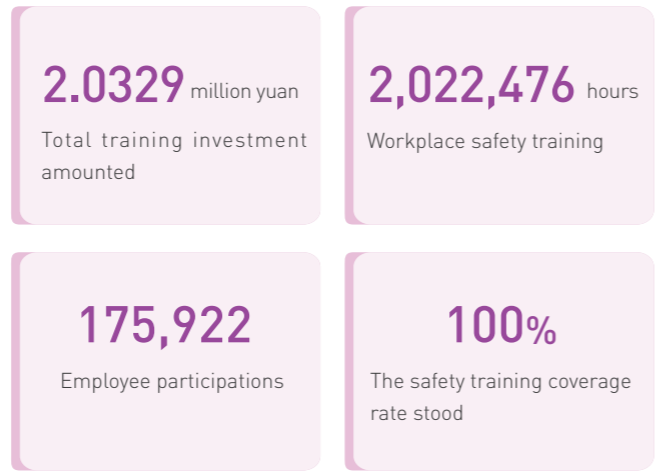 2.0329 million yuan
Total training investment
amounted
2,022,476 hours
Workplace safety training
175,922
Employee participations
100%
The safety training coverage
rate stood